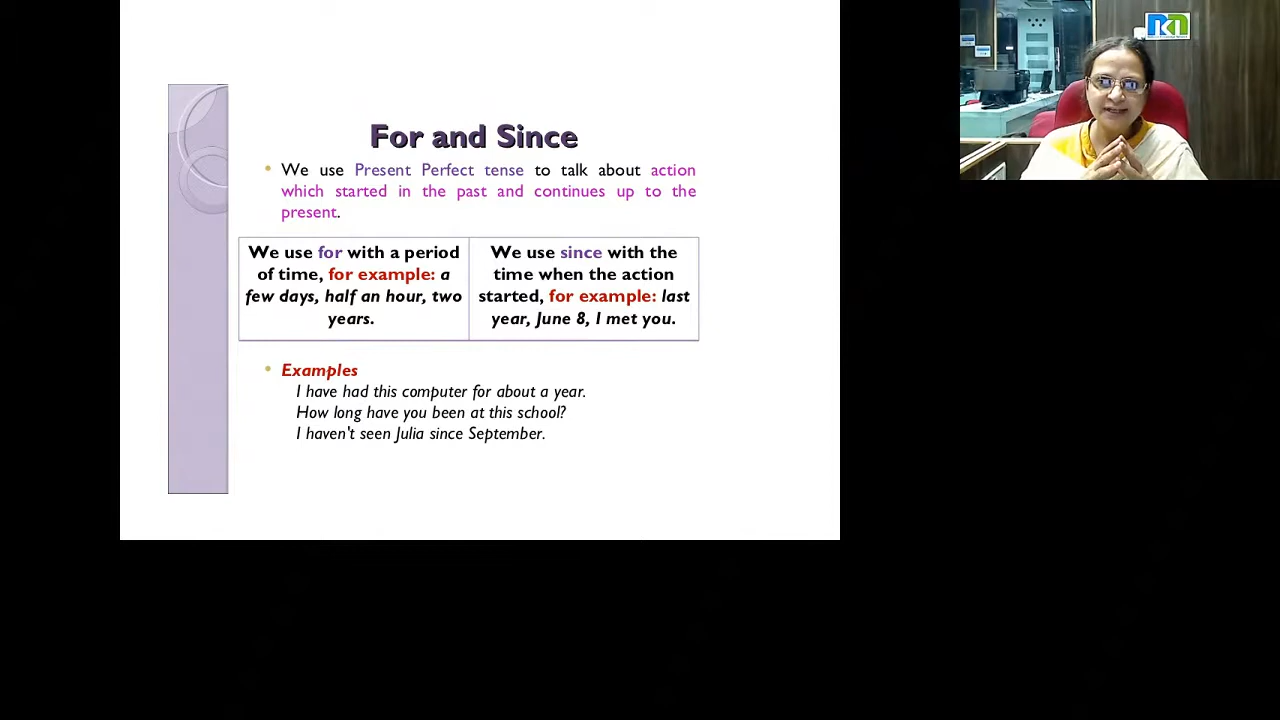 For and Since
We use Present Perfect tense to talk about action
which started in the past and continues up to the
present.
We use for with a period
of time, for example: a
few days, half an hour, two
years.
We use since with the
time when the action
started, for example: last
year, June 8, I met you.
Examples
I have had this computer for about a year.
How long have you been at this school?
I haven't seen Julia since September.